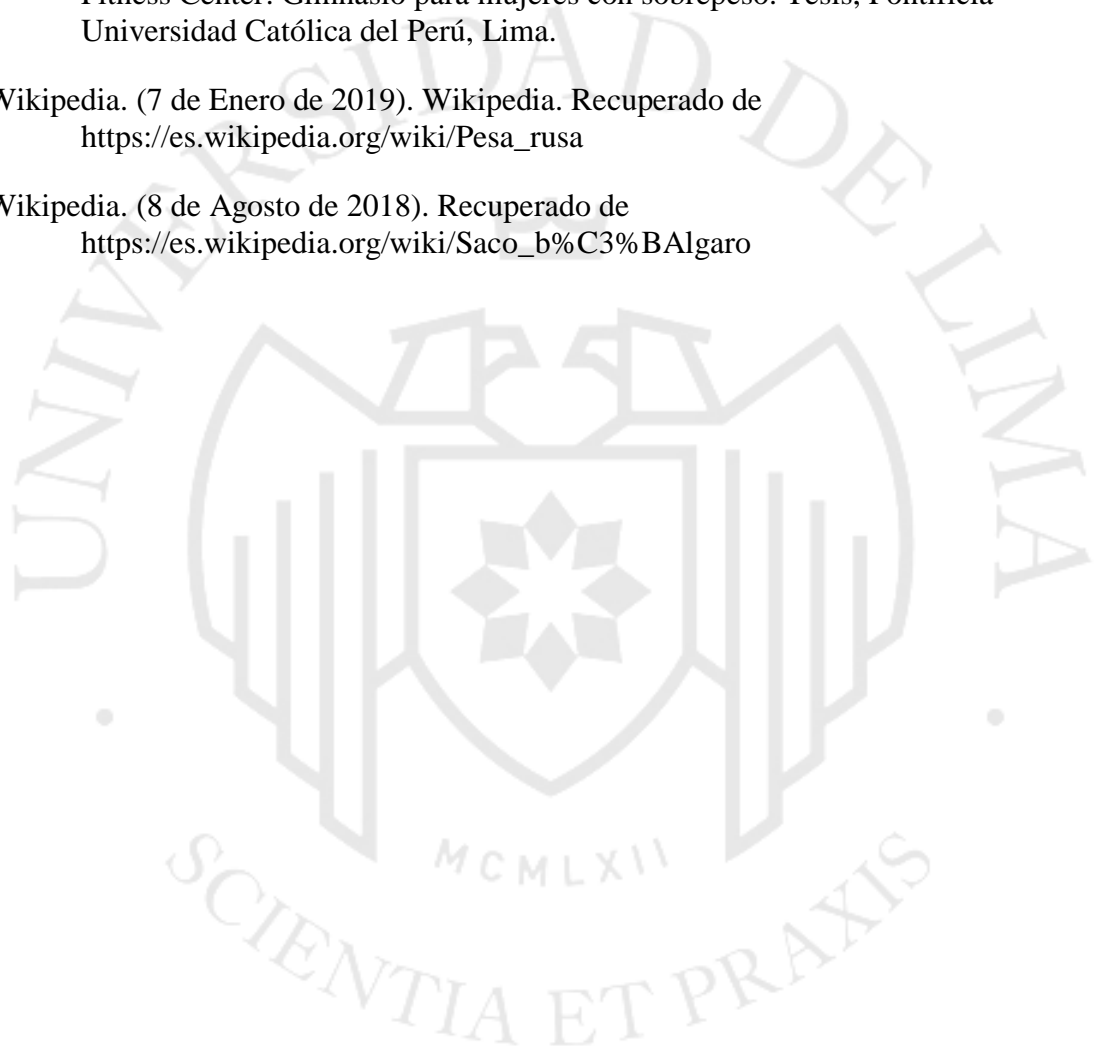 Fitness Center: Gimnasio para mujeres con sobrepeso. Tesis, Pontificia
Universidad Católica del Perú, Lima.
Wikipedia. (7 de Enero de 2019). Wikipedia. Recuperado de
https://es.wikipedia.org/wiki/Pesa_rusa
Wikipedia. (8 de Agosto de 2018). Recuperado de
https://es.wikipedia.org/wiki/Saco_b%C3%BAlgaro
UNIVERSIDAD DE LIMA
MCMLXII
SCIENTIA ET PRAXIS